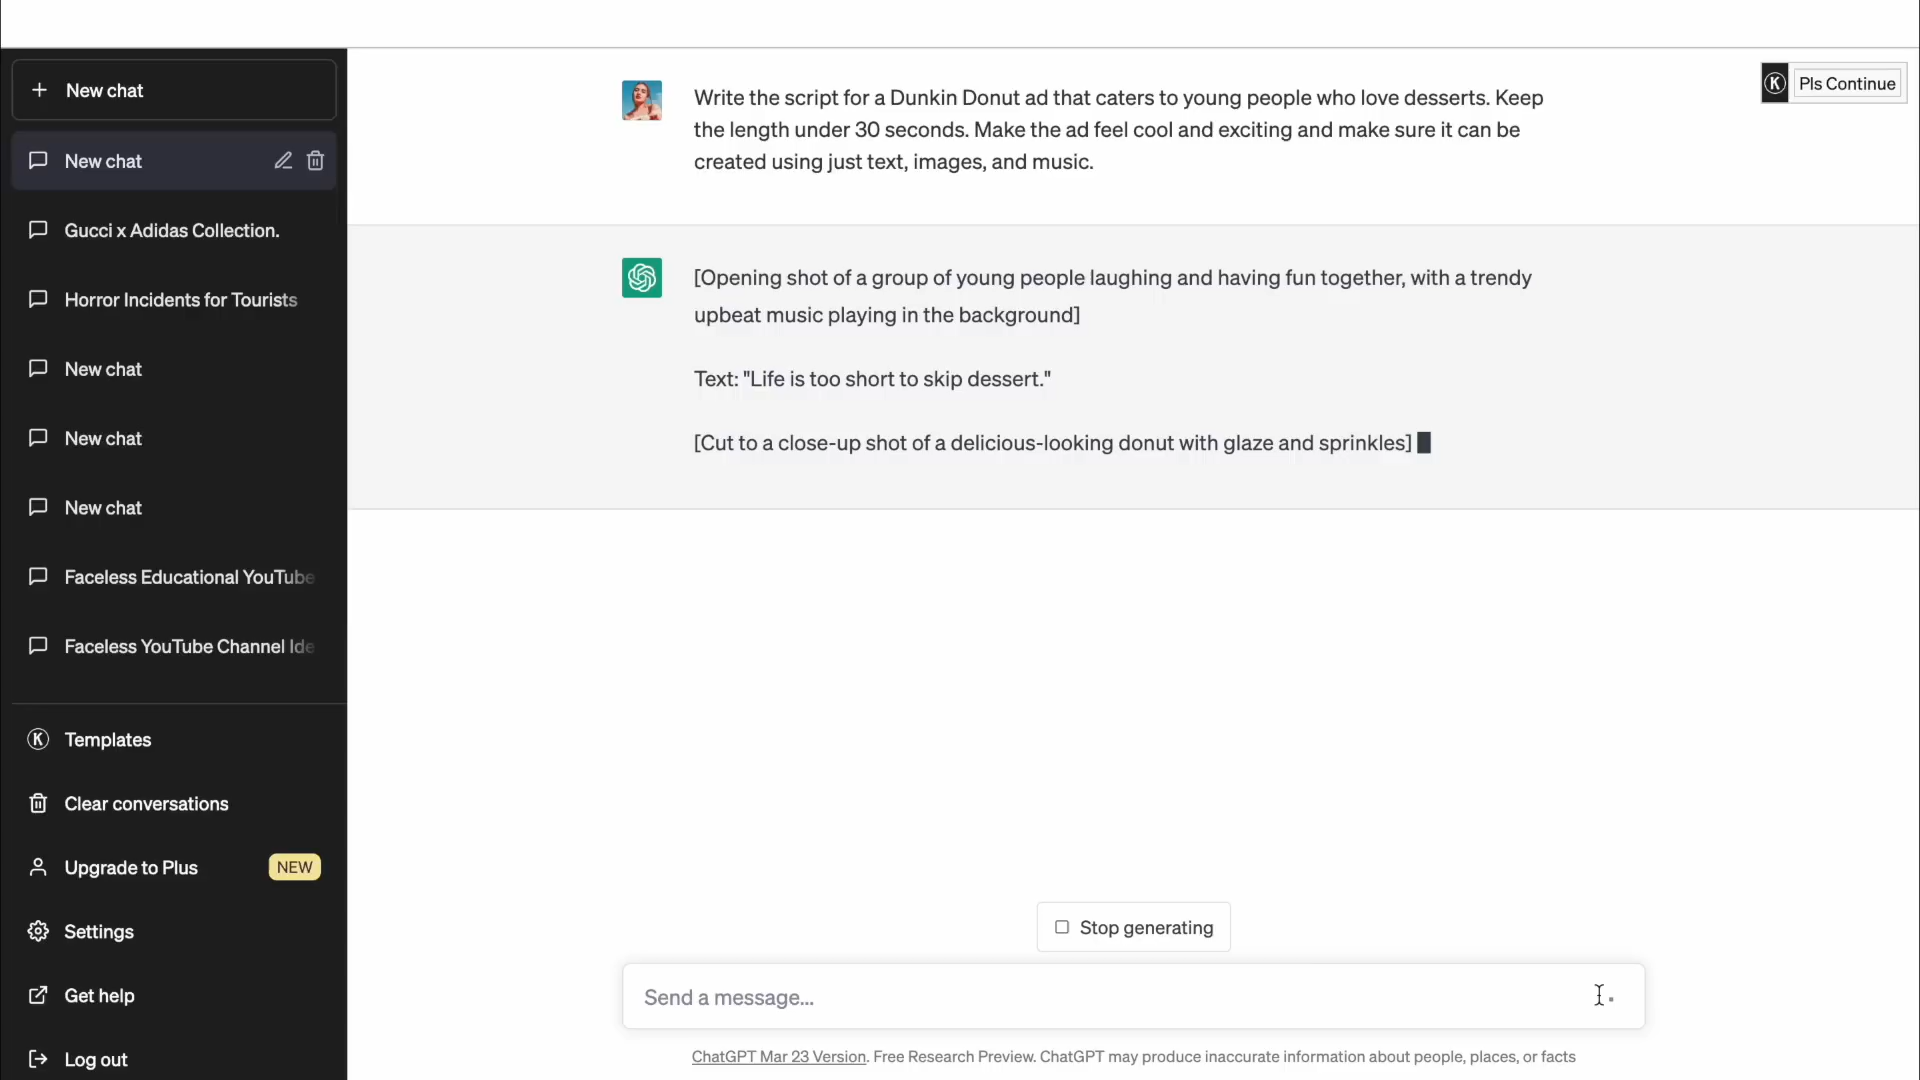 New chat
New chat
Gucci x Adidas Collection.
Horror Incidents for Tourists
New chat
New chat
New chat
Faceless Educational YouTube
Faceless YouTube Channel Ide
Templates
Clear conversations
Upgrade to Plus
NEW
Settings
Get help
Log out
K Pls Continue
Write the script for a Dunkin Donut ad that caters to young people who love desserts. Keep
the length under 30 seconds. Make the ad feel cool and exciting and make sure it can be
created using just text, images, and music.
[Opening shot of a group of young people laughing and having fun together, with a trendy
upbeat music playing in the background]
Text: "Life is too short to skip dessert."
[Cut to a close-up shot of a delicious-looking donut with glaze and sprinkles]
Stop generating
Send a message...
ChatGPT Mar 23 Version. Free Research Preview. ChatGPT may produce inaccurate information about people, places, or facts